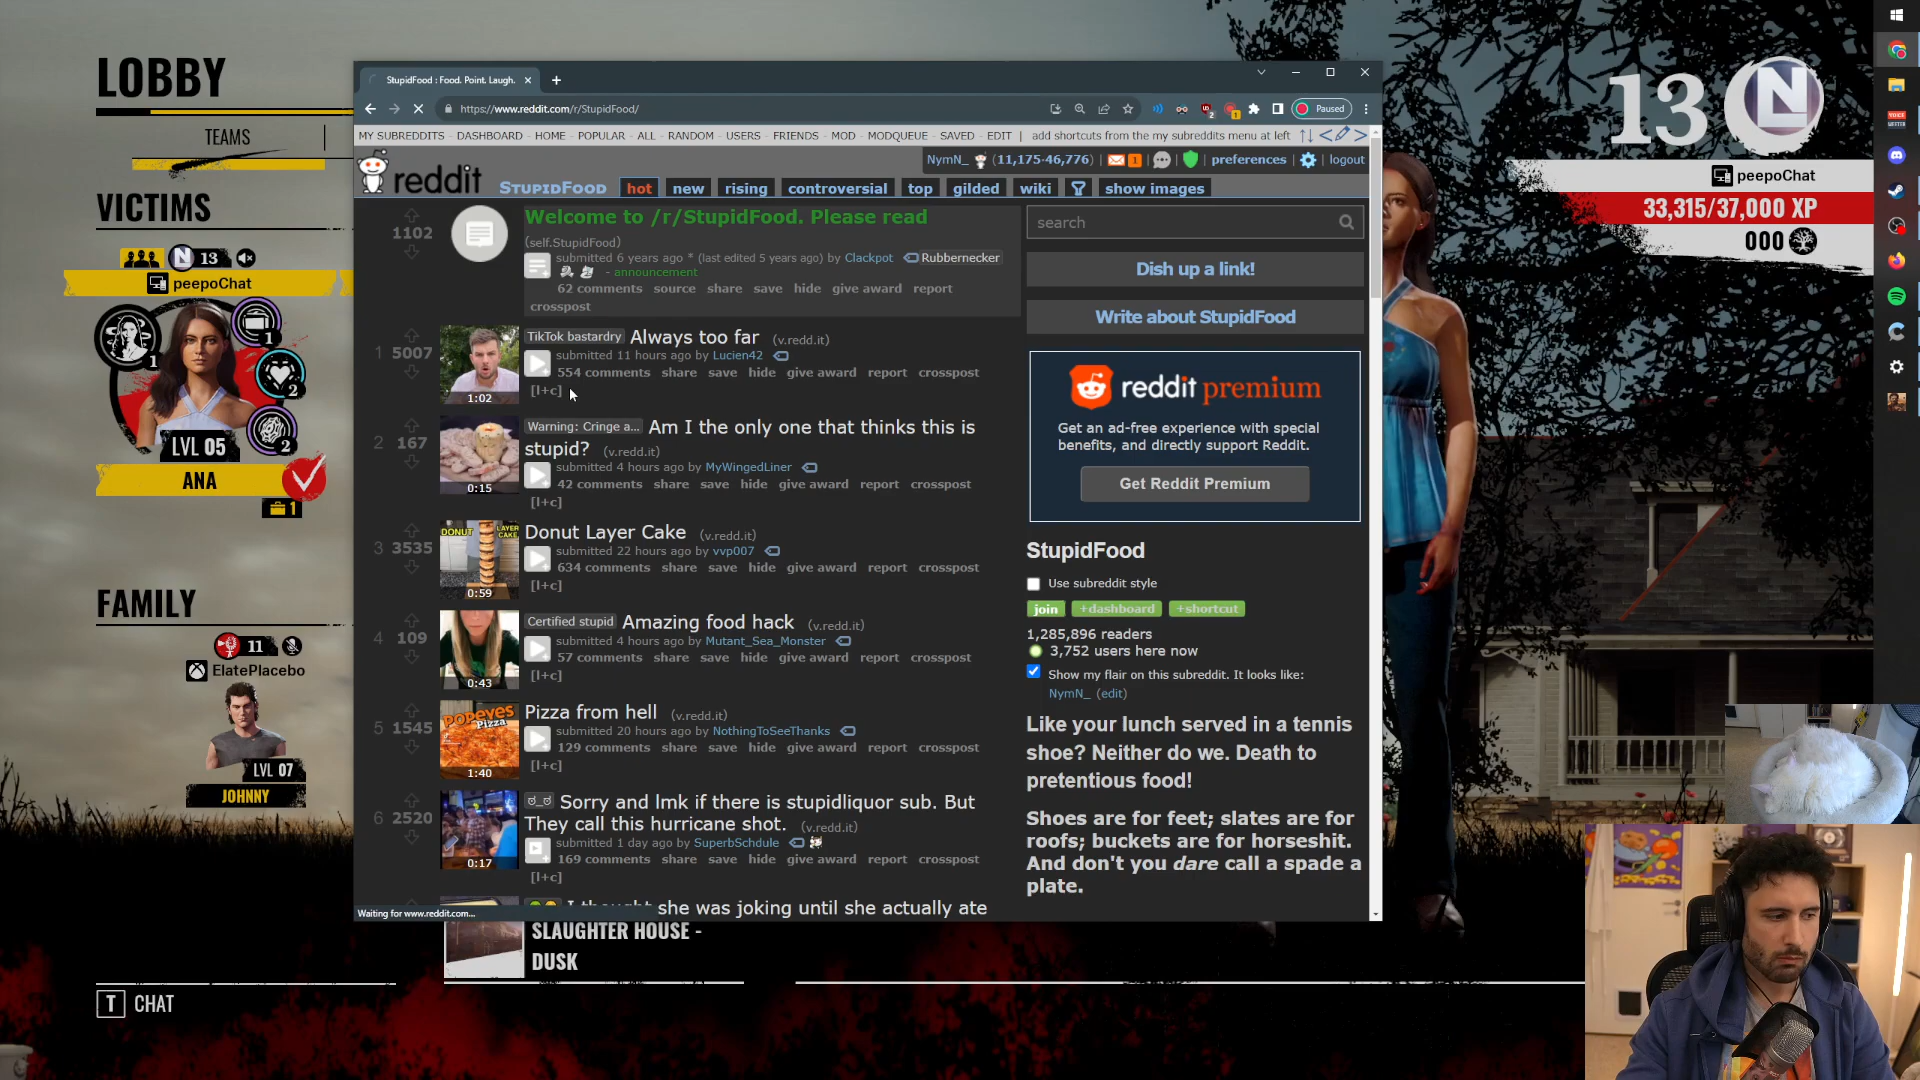 LOBBY
TEAMS
VICTIMS
13
peepoChat
1
2
2
LVL 05
ANA
1
FAMILY
11
ElatePlacebo
LVL 07
JOHNNY
T CHAT
StupidFood : Food. Point. Laugh.
https://www.reddit.com/r/StupidFood/
Paused
MY SUBREDDITS - DASHBOARD - HOME - POPULAR - ALL - RANDOM - USERS - FRIENDS - MOD - MODQUEUE - SAVED - EDIT | add shortcuts from the my subreddits menu at left
NymN_ (11,175·46,776) | 1 | preferences | logout
reddit STUPIDFOOD hot new rising controversial top gilded wiki show images
1102
Welcome to /r/StupidFood. Please read
(self.StupidFood)
submitted 6 years ago * (last edited 5 years ago) by Clackpot Rubbernecker
- announcement
62 comments source share save hide give award report
crosspost
1 5007
TikTok bastardry Always too far (v.redd.it)
submitted 11 hours ago by Lucien42
554 comments share save hide give award report crosspost
[l+c]
1:02
2 167
Warning: Cringe a... Am I the only one that thinks this is
stupid? (v.redd.it)
submitted 4 hours ago by MyWingedLiner
42 comments share save hide give award report crosspost
[l+c]
0:15
3 3535
DONUT LAYER CAKE
Donut Layer Cake (v.redd.it)
submitted 22 hours ago by vvp007
634 comments share save hide give award report crosspost
[l+c]
0:59
4 109
Certified stupid Amazing food hack (v.redd.it)
submitted 4 hours ago by Mutant_Sea_Monster
57 comments share save hide give award report crosspost
[l+c]
0:43
5 1545
POPEYES Pizza
Pizza from hell (v.redd.it)
submitted 20 hours ago by NothingToSeeThanks
129 comments share save hide give award report crosspost
[l+c]
1:40
6 2520
ಠ_ಠ Sorry and lmk if there is stupidliquor sub. But
They call this hurricane shot. (v.redd.it)
submitted 1 day ago by SuperbSchdule
169 comments share save hide give award report crosspost
[l+c]
0:17
I thought she was joking until she actually ate
Waiting for www.reddit.com...
search
Dish up a link!
Write about StupidFood
reddit premium
Get an ad-free experience with special
benefits, and directly support Reddit.
Get Reddit Premium
StupidFood
Use subreddit style
join +dashboard +shortcut
1,285,896 readers
3,752 users here now
Show my flair on this subreddit. It looks like:
NymN_ (edit)
Like your lunch served in a tennis
shoe? Neither do we. Death to
pretentious food!
Shoes are for feet; slates are for
roofs; buckets are for horseshit.
And don't you dare call a spade a
plate.
SLAUGHTER HOUSE -
DUSK
13 N
peepoChat
33,315/37,000 XP
000